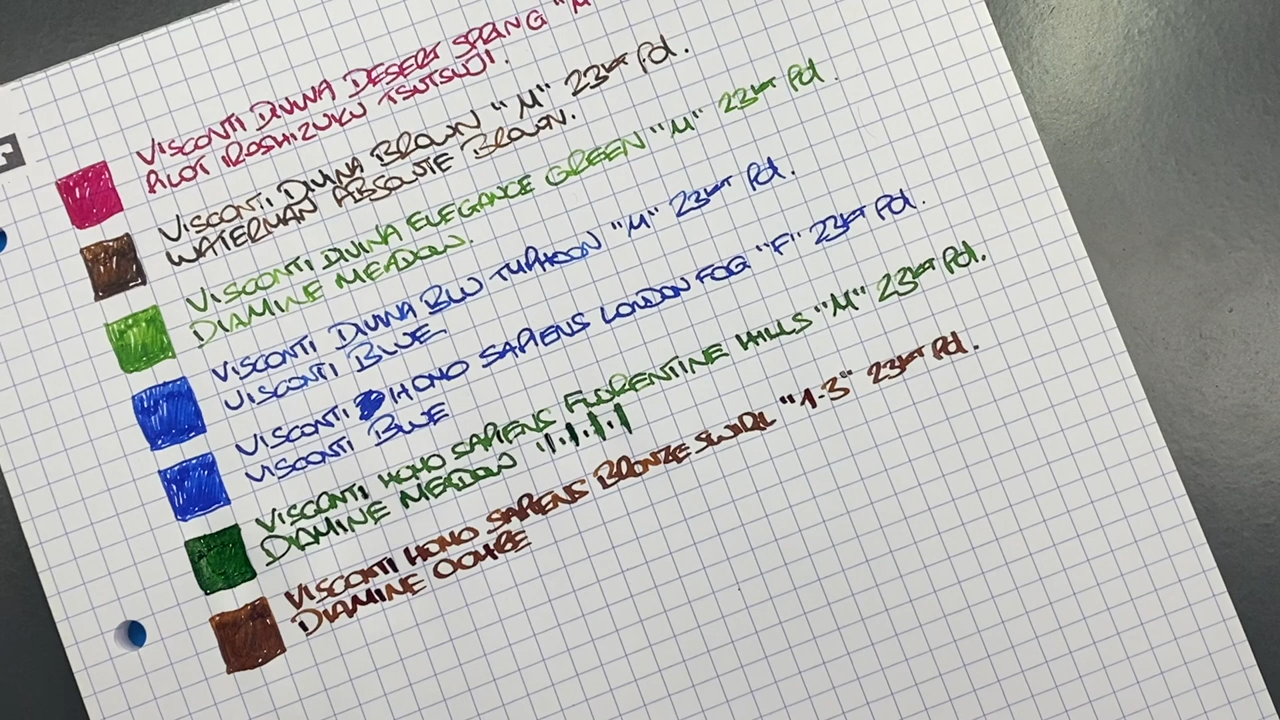 VISCONTI DIVINA DESERT SPRING "M
PILOT IROSHIZUKU TSUTSUJI.
VISCONTI DIVINA BROWN "M" 23KT Pd.
WATERMAN ABSOLUTE BROWN.
VISCONTI DIVINA ELEGANCE GREEN "M" 23KT Pd.
DIAMINE MEADOW.
VISCONTI DIVINA BLU TYPHOON "M" 23KT Pd.
VISCONTI BLUE
VISCONTI HOMO SAPIENS LONDON FOG "F" 23KT Pd.
VISCONTI BLUE
VISCONTI HOMO SAPIENS FLORENTINE HILLS "M" 23KT Pd.
DIAMINE MEADOW
VISCONTI HOMO SAPIENS BRONZE SWIRL "1.3" 23KT Pd.
DIAMINE